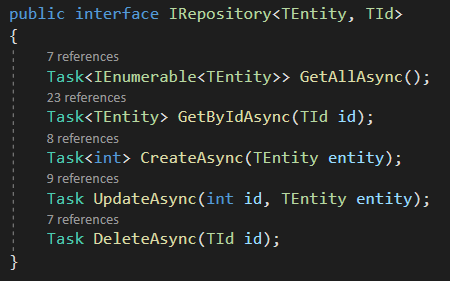 public interface IRepository<TEntity, TId>
{
7 references
Task<IEnumerable<TEntity>> GetAllAsync();
23 references
Task<TEntity> GetByIdAsync(TId id);
8 references
Task<int> CreateAsync(TEntity entity);
9 references
Task UpdateAsync(int id, TEntity entity);
7 references
Task DeleteAsync(TId id);
}